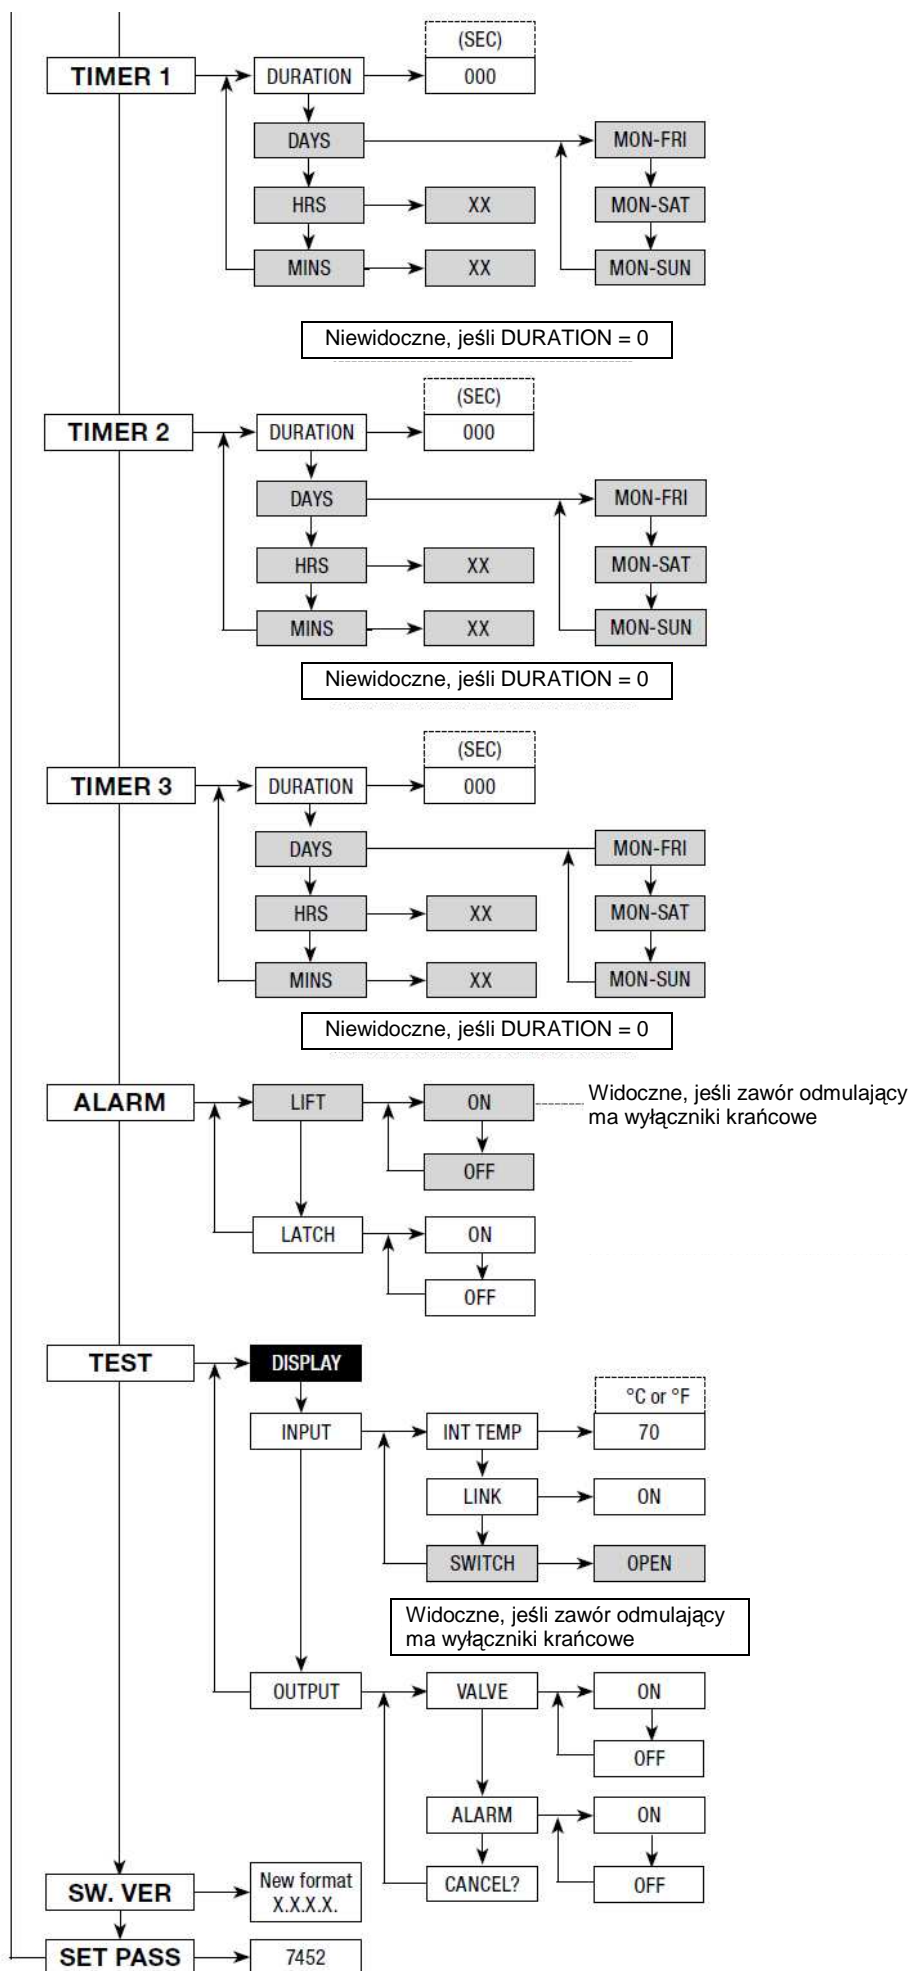 (SEC)
TIMER 1 DURATION 000
DAYS MON-FRI
HRS XX MON-SAT
MINS XX MON-SUN
Niewidoczne, jeśli DURATION = 0
(SEC)
TIMER 2 DURATION 000
DAYS MON-FRI
HRS XX MON-SAT
MINS XX MON-SUN
Niewidoczne, jeśli DURATION = 0
(SEC)
TIMER 3 DURATION 000
DAYS MON-FRI
HRS XX MON-SAT
MINS XX MON-SUN
Niewidoczne, jeśli DURATION = 0
ALARM LIFT ON Widoczne, jeśli zawór odmulający
ma wyłączniki krańcowe
OFF
LATCH ON
OFF
TEST DISPLAY
°C or °F
INPUT INT TEMP 70
LINK ON
SWITCH OPEN
Widoczne, jeśli zawór odmulający
ma wyłączniki krańcowe
OUTPUT VALVE ON
OFF
ALARM ON
CANCEL? OFF
SW. VER New format
X.X.X.X.
SET PASS 7452